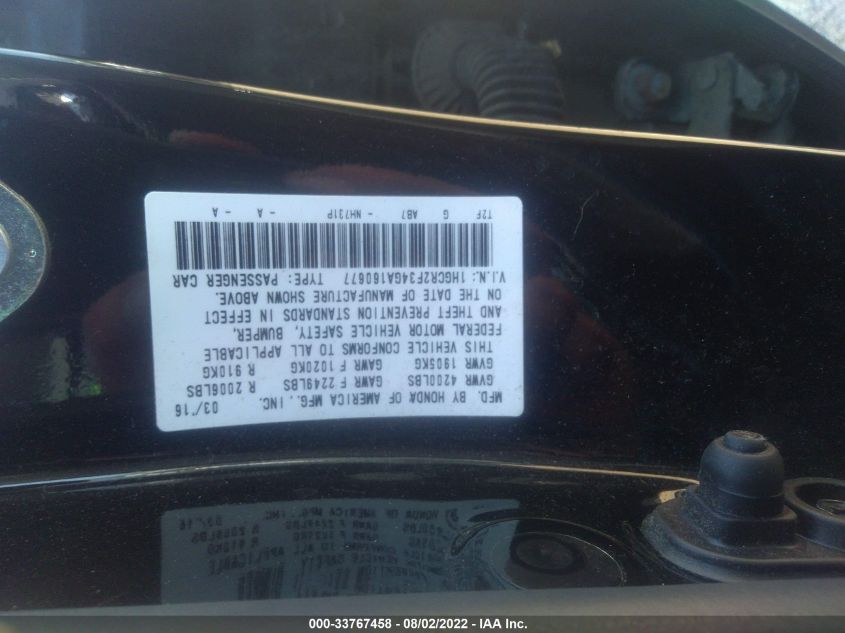 MFD. BY HONDA OF AMERICA MFG., INC. 03/'16
GVWR 4200LBS GAWR F 2249LBS R 2006LBS
GVWR 1905KG GAWR F 1020KG R 910KG
THIS VEHICLE CONFORMS TO ALL APPLICABLE
FEDERAL MOTOR VEHICLE SAFETY, BUMPER,
AND THEFT PREVENTION STANDARDS IN EFFECT
ON THE DATE OF MANUFACTURE SHOWN ABOVE.
V.I.N.: 1HGCR2F34GA160677 TYPE: PASSENGER CAR
T2F G AB7 - NH731P - A - A
000-33767458 - 08/02/2022 - IAA Inc.